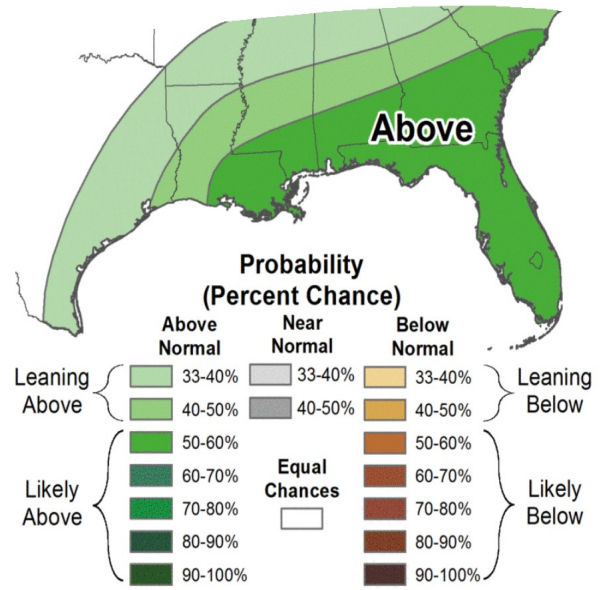 Above
Probability
(Percent Chance)
Above
Normal
Near
Normal
Below
Normal
Leaning
Above
33-40%
33-40%
33-40%
Leaning
Below
40-50%
40-50%
40-50%
Likely
Above
50-60%
50-60%
Likely
Below
60-70%
Equal
Chances
60-70%
70-80%
70-80%
80-90%
80-90%
90-100%
90-100%